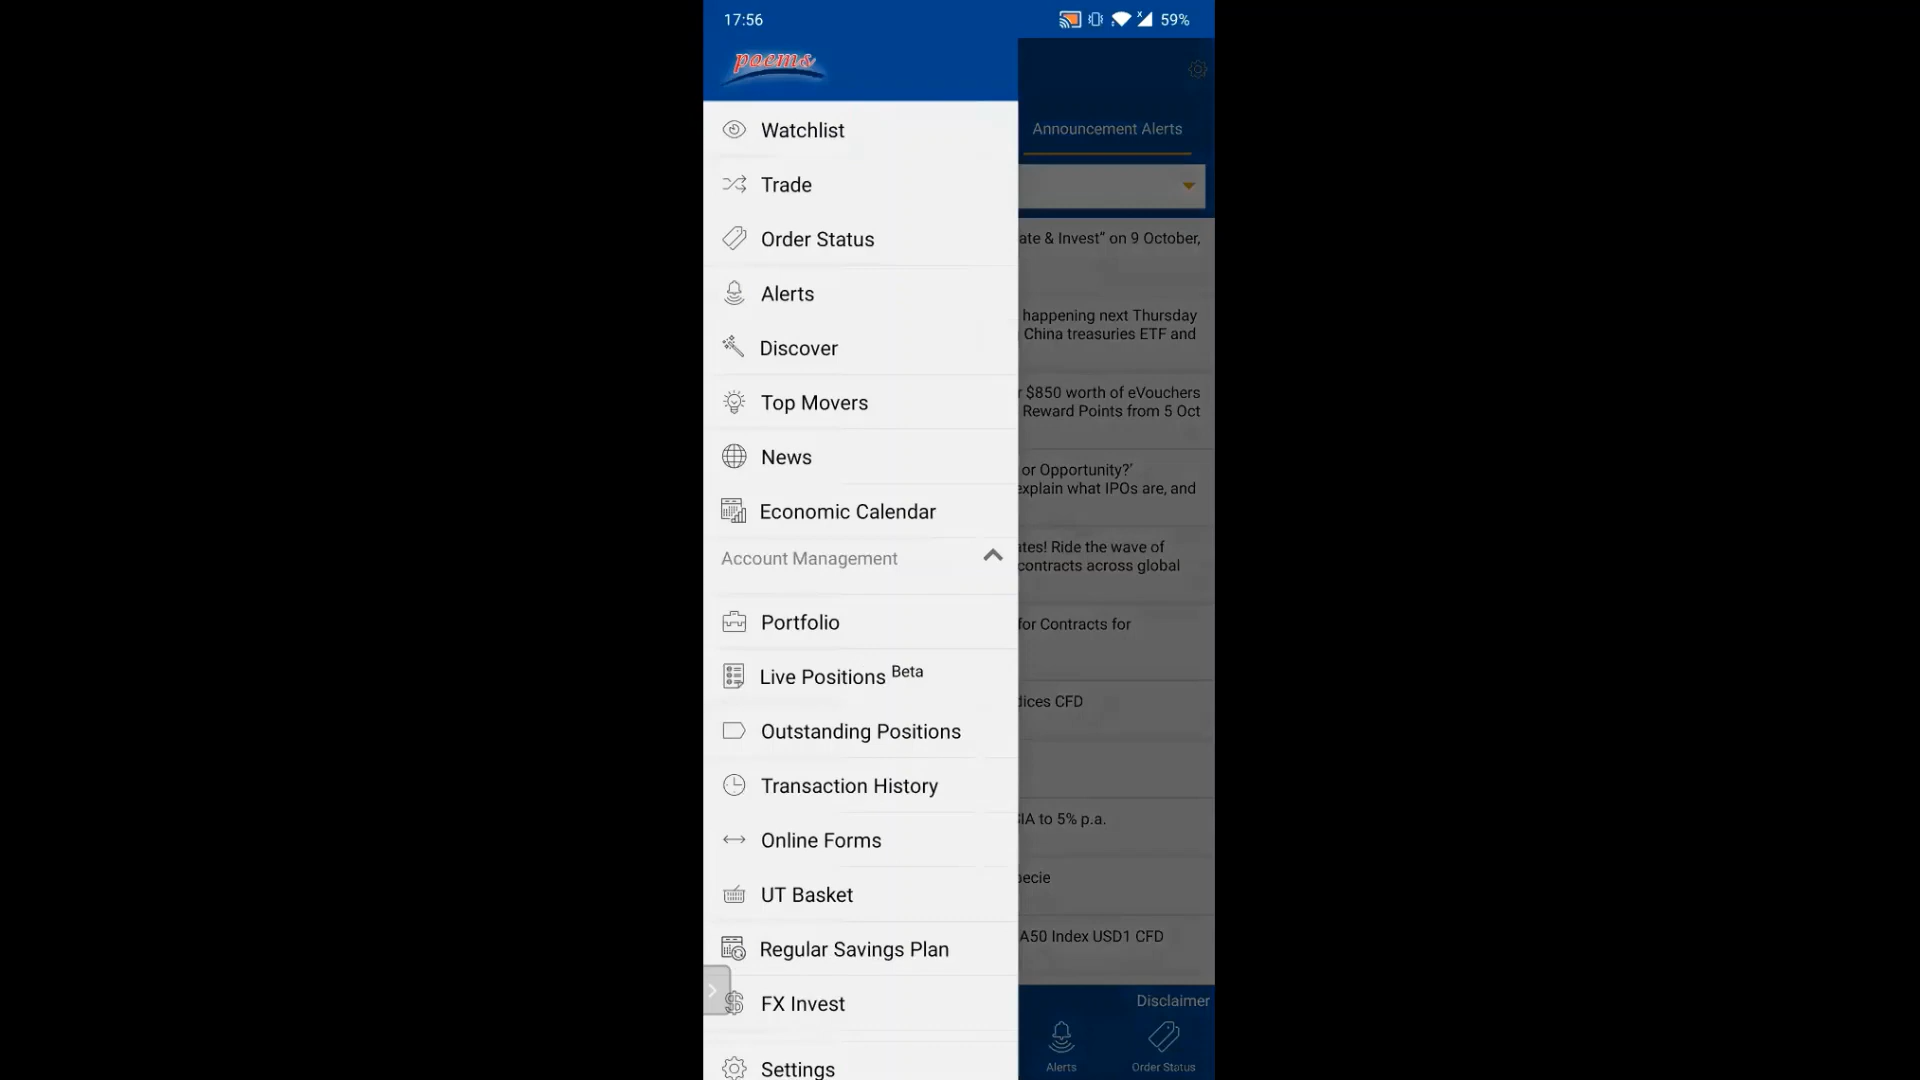 17:56
59%
poems
Watchlist
Trade
Order Status
Alerts
Discover
Top Movers
News
Economic Calendar
Account Management
Portfolio
Live Positions Beta
Outstanding Positions
Transaction History
Online Forms
UT Basket
Regular Savings Plan
FX Invest
Settings
Announcement Alerts
ate & Invest” on 9 October,
happening next Thursday
China treasuries ETF and
$850 worth of eVouchers
Reward Points from 5 Oct
or Opportunity?’
explain what IPOs are, and
ates! Ride the wave of
contracts across global
for Contracts for
dices CFD
SIA to 5% p.a.
pecie
A50 Index USD1 CFD
Disclaimer
Alerts
Order Status